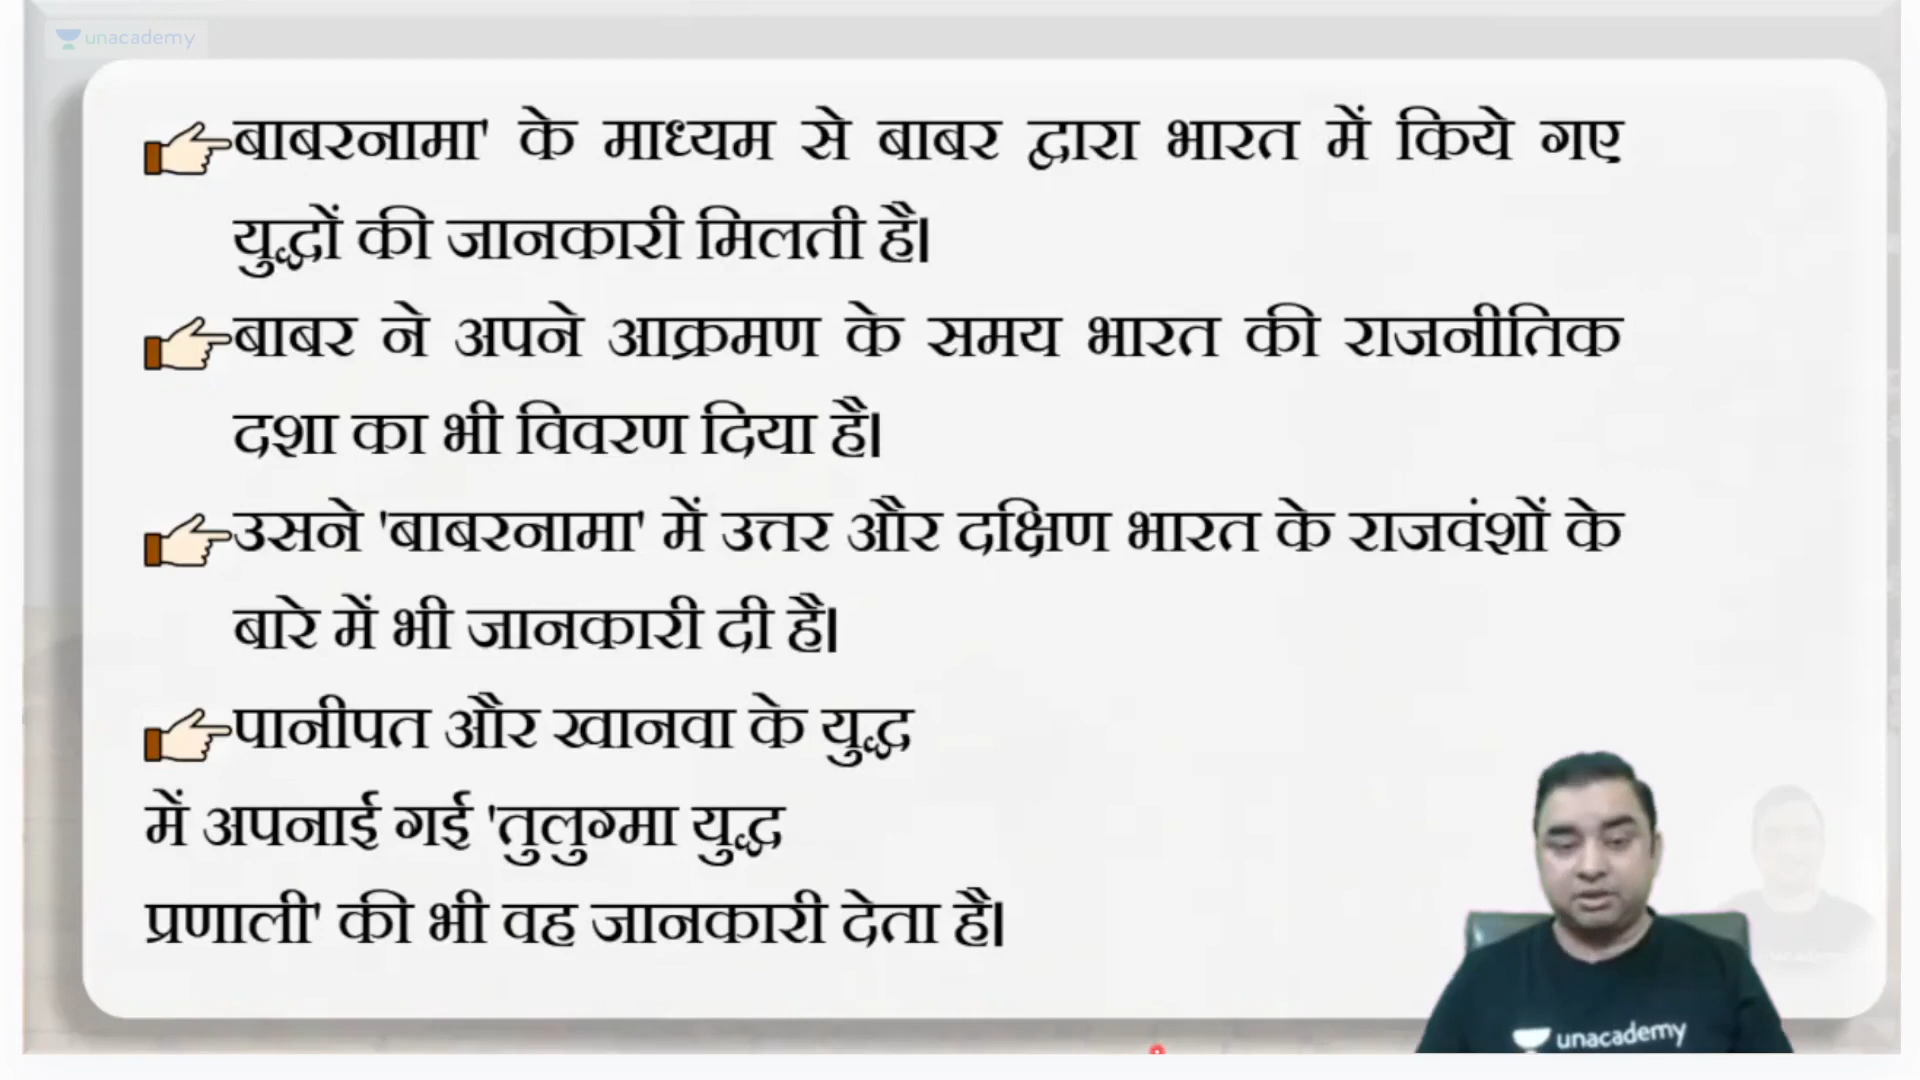 unacademy
बाबरनामा' के माध्यम से बाबर द्वारा भारत में किये गए
युद्धों की जानकारी मिलती है।
बाबर ने अपने आक्रमण के समय भारत की राजनीतिक
दशा का भी विवरण दिया है।
उसने 'बाबरनामा' में उत्तर और दक्षिण भारत के राजवंशों के
बारे में भी जानकारी दी है।
पानीपत और खानवा के युद्ध
में अपनाई गई 'तुलुग्मा युद्ध
प्रणाली' की भी वह जानकारी देता है।
unacademy